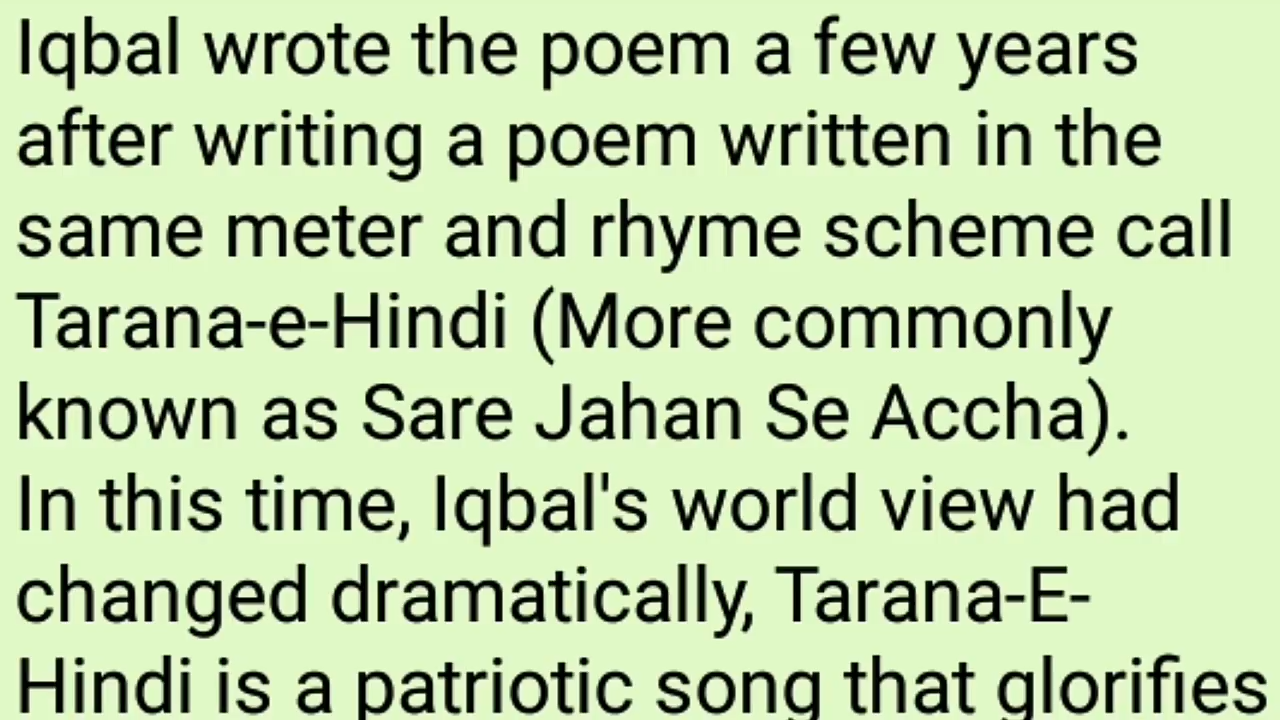 Iqbal wrote the poem a few years
after writing a poem written in the
same meter and rhyme scheme call
Tarana-e-Hindi (More commonly
known as Sare Jahan Se Accha).
In this time, Iqbal's world view had
changed dramatically, Tarana-E-
Hindi is a patriotic song that glorifies